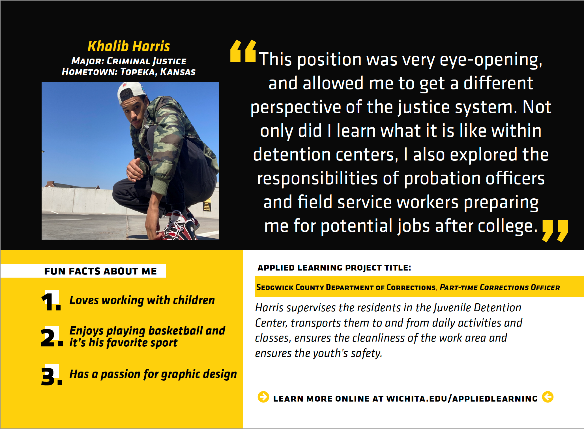 Khalib Harris
Major: Criminal Justice
Hometown: Topeka, Kansas
“This position was very eye-opening,
and allowed me to get a different
perspective of the justice system. Not
only did I learn what it is like within
detention centers, I also explored the
responsibilities of probation officers
and field service workers preparing
me for potential jobs after college.”
FUN FACTS ABOUT ME
1. Loves working with children
2. Enjoys playing basketball and
it's his favorite sport
3. Has a passion for graphic design
APPLIED LEARNING PROJECT TITLE:
Sedgwick County Department of Corrections, Part-time Corrections Officer
Harris supervises the residents in the Juvenile Detention
Center, transports them to and from daily activities and
classes, ensures the cleanliness of the work area and
ensures the youth's safety.
LEARN MORE ONLINE AT WICHITA.EDU/APPLIEDLEARNING